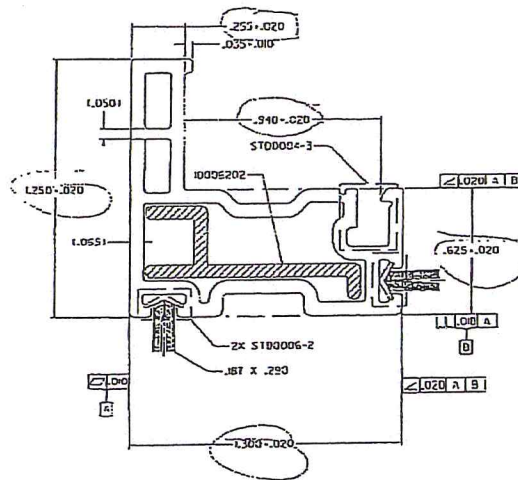 .255±.020
.035±.010
(.050)
.940±.020
STD0004-3
1.250±.020
.020 A B
(.055)
.625±.020
.010 A
B
2X STD0006-2
.187 X .290
.010
.020 A B
A
1.300±.020